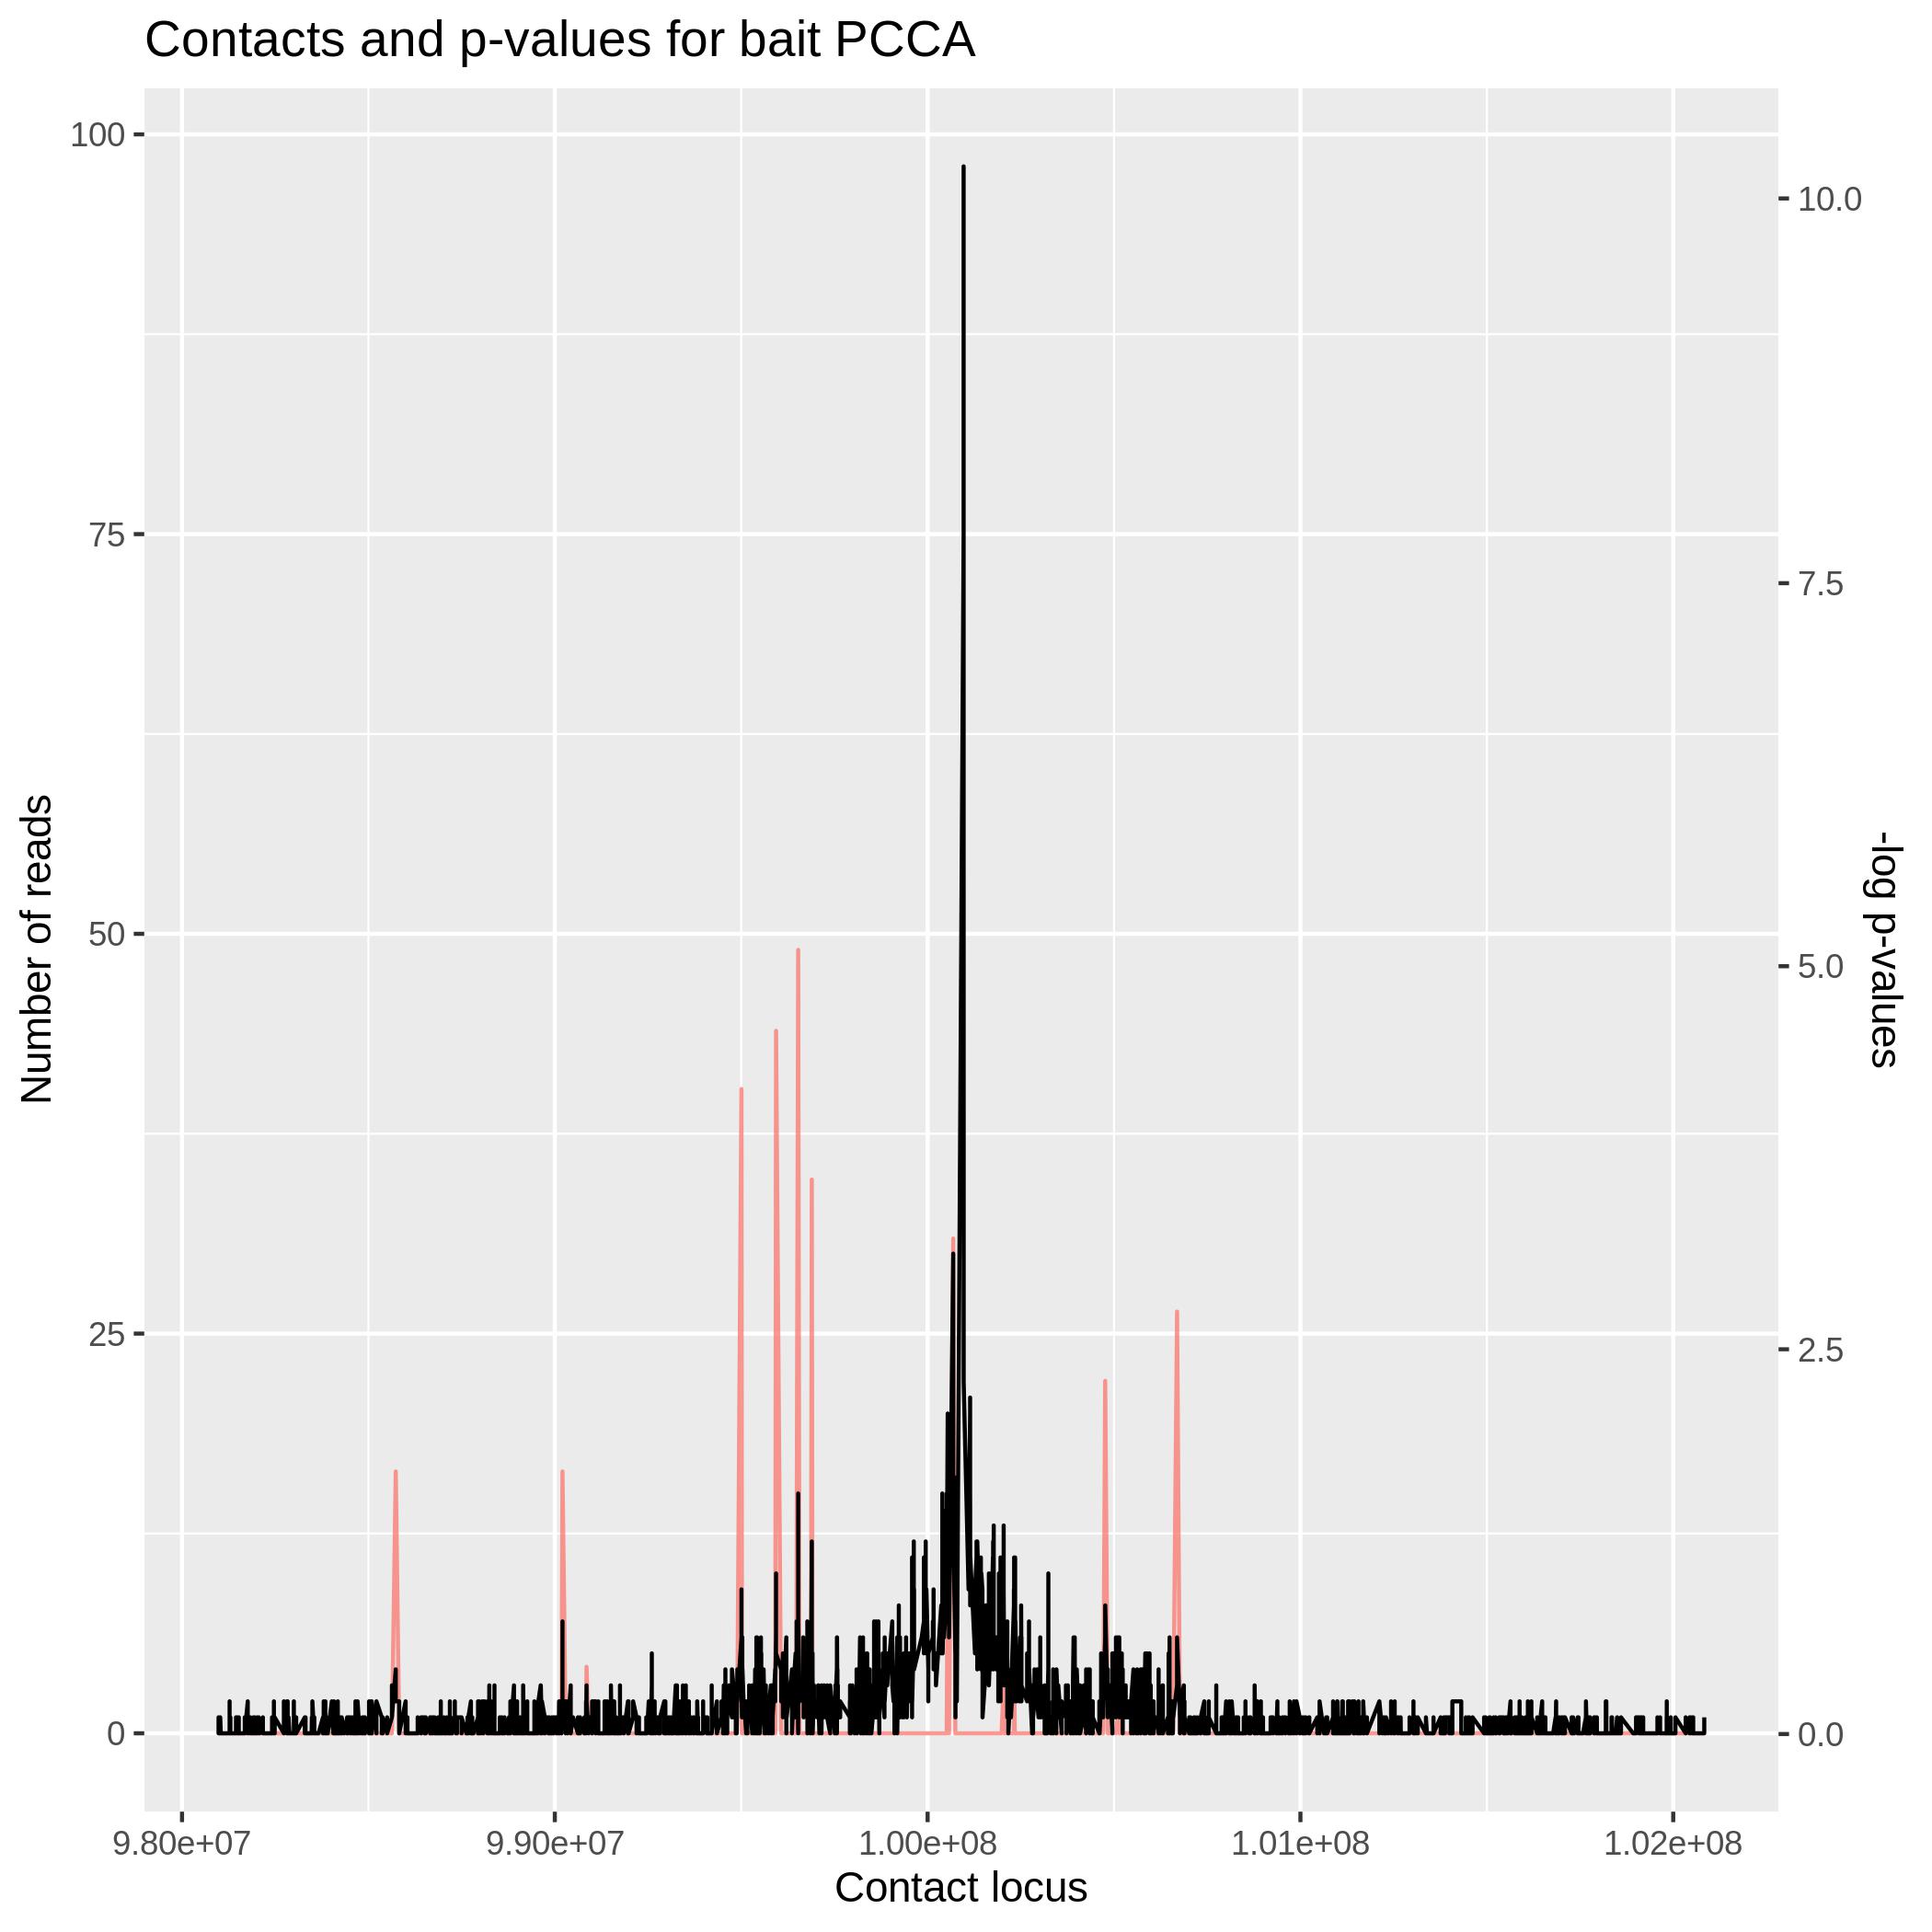 Contacts and p-values for bait PCCA
100
75
50
25
0
Number of reads
10.0
7.5
5.0
2.5
0.0
-log p-values
9.80e+07
9.90e+07
1.00e+08
1.01e+08
1.02e+08
Contact locus